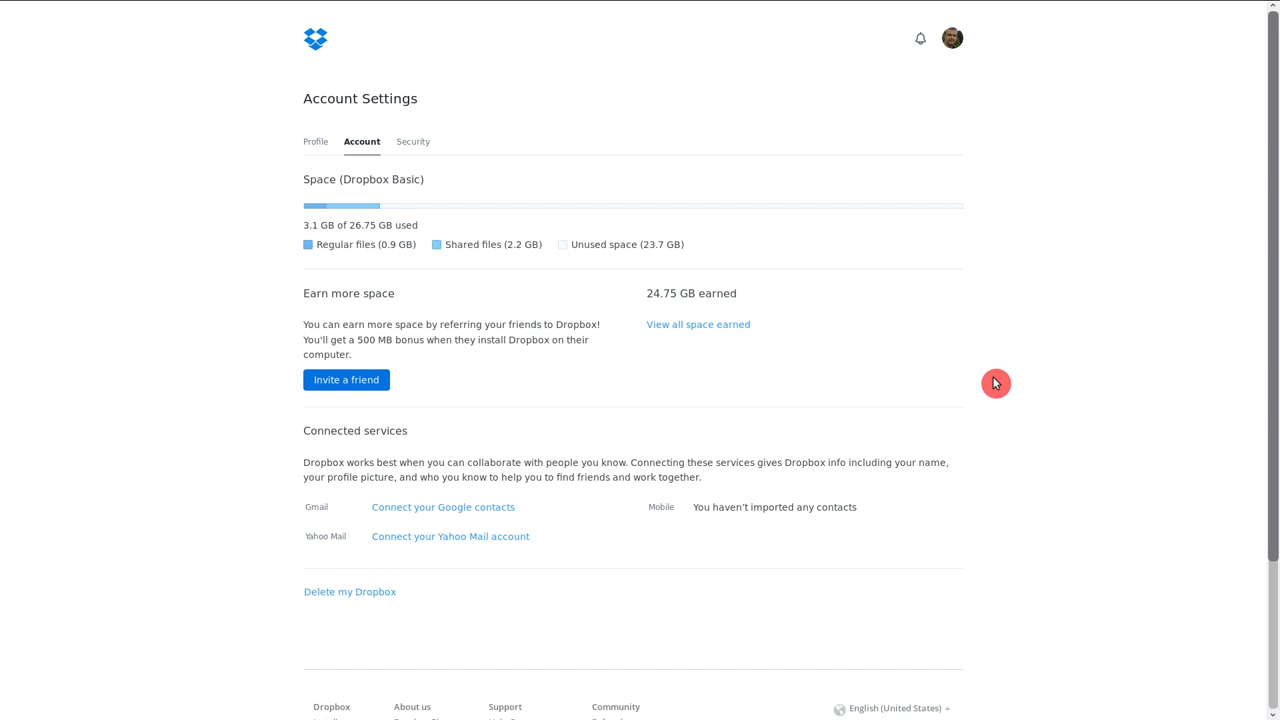 Account Settings
Profile Account Security
Space (Dropbox Basic)
3.1 GB of 26.75 GB used
Regular files (0.9 GB) Shared files (2.2 GB) Unused space (23.7 GB)
Earn more space
24.75 GB earned
You can earn more space by referring your friends to Dropbox!
You'll get a 500 MB bonus when they install Dropbox on their
computer.
View all space earned
Invite a friend
Connected services
Dropbox works best when you can collaborate with people you know. Connecting these services gives Dropbox info including your name,
your profile picture, and who you know to help you to find friends and work together.
Gmail Connect your Google contacts Mobile You haven’t imported any contacts
Yahoo Mail Connect your Yahoo Mail account
Delete my Dropbox
Dropbox About us Support Community English (United States)